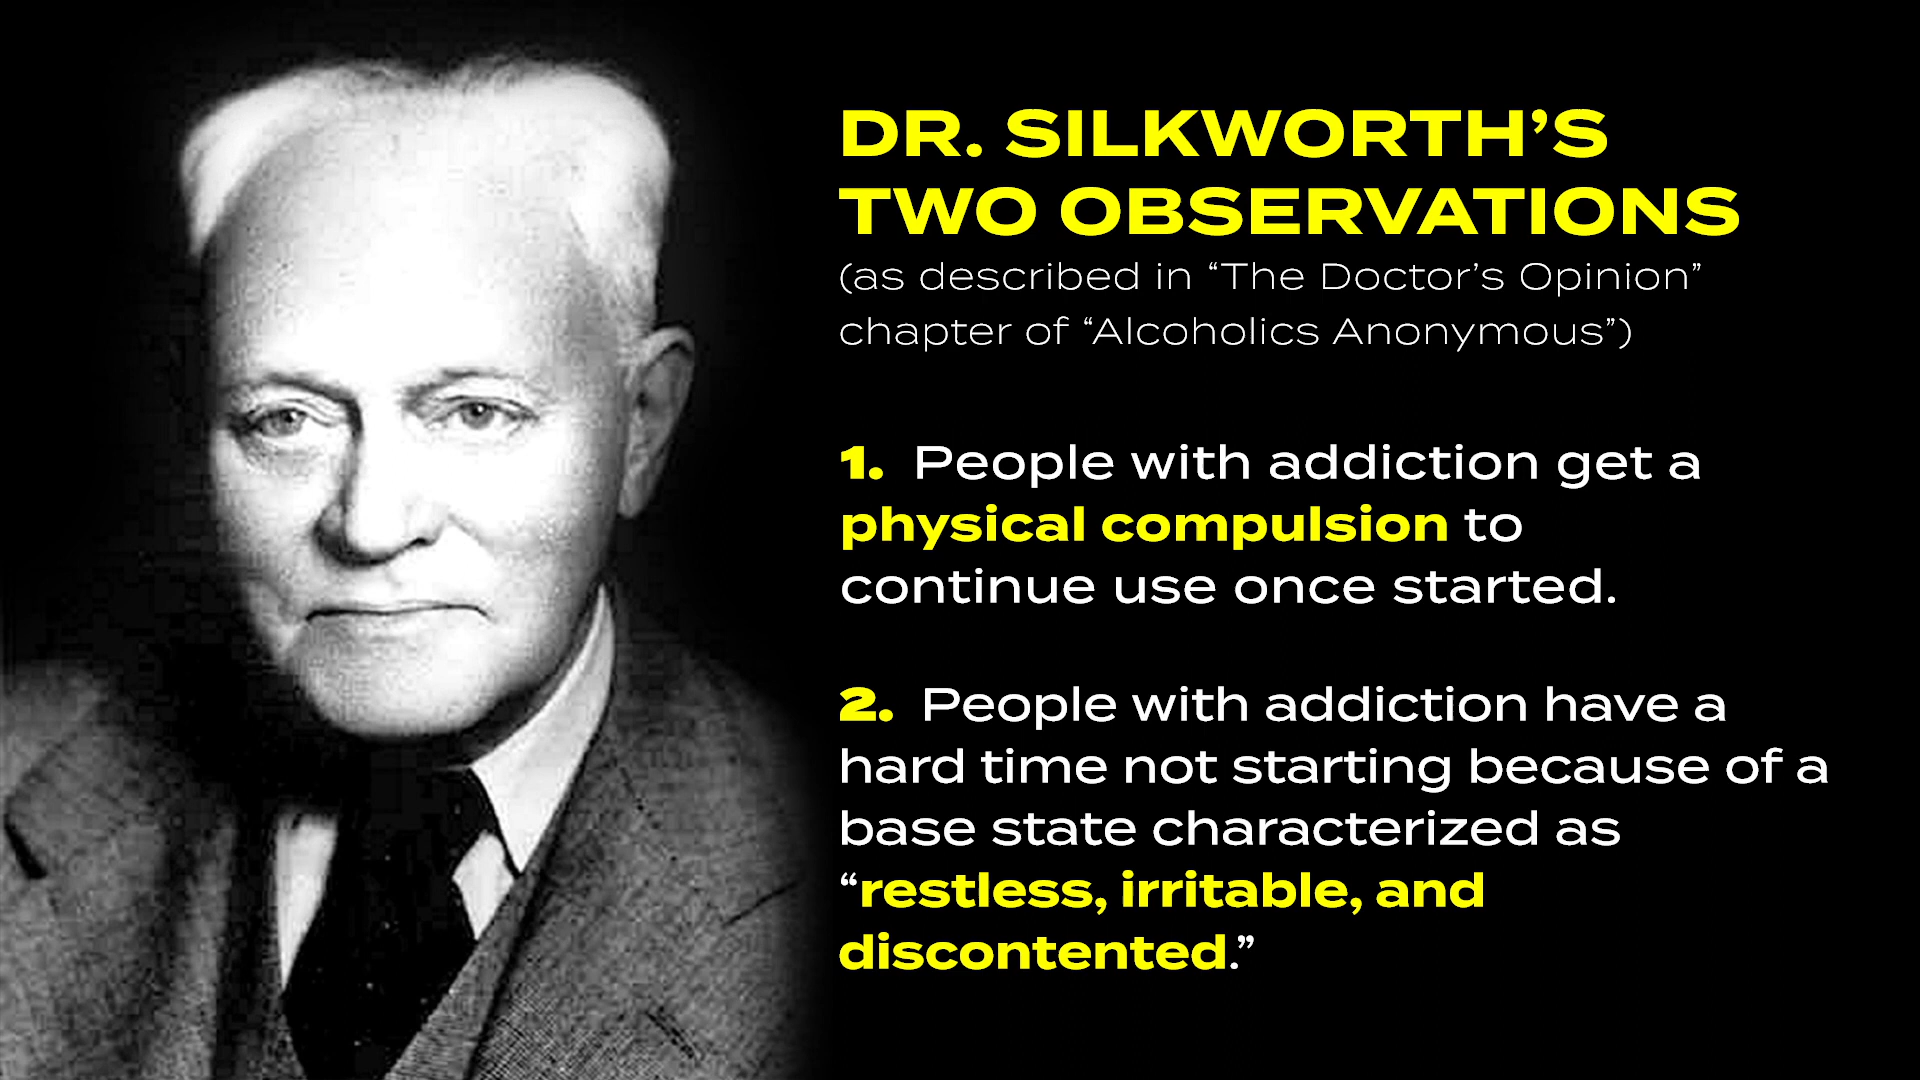 DR. SILKWORTH’S
TWO OBSERVATIONS
(as described in “The Doctor’s Opinion”
chapter of “Alcoholics Anonymous”)
1. People with addiction get a
physical compulsion to
continue use once started.
2. People with addiction have a
hard time not starting because of a
base state characterized as
“restless, irritable, and
discontented.”